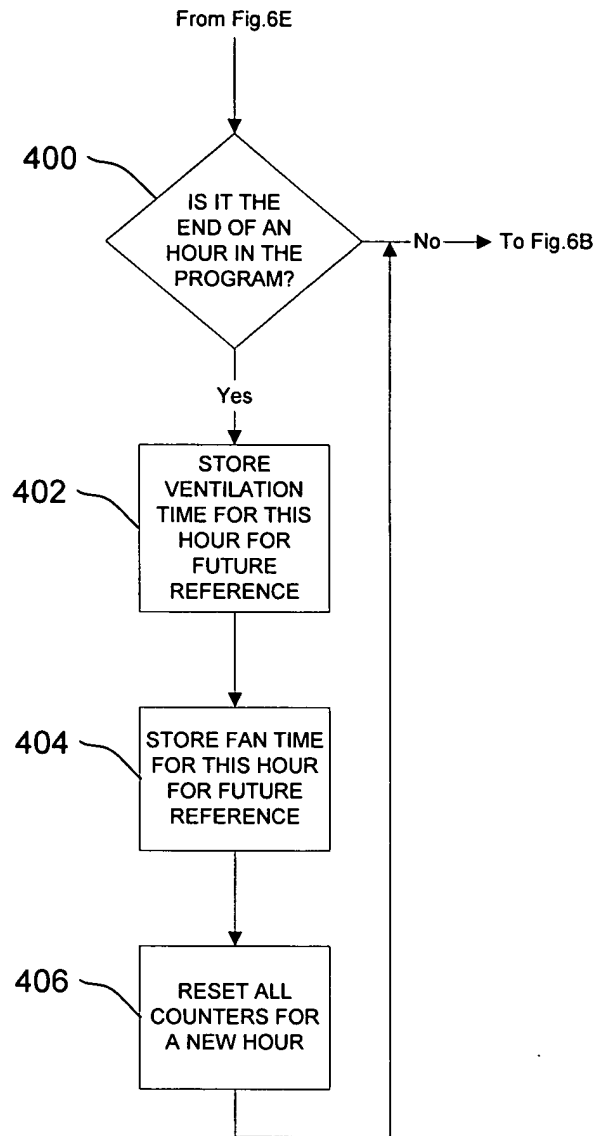 From Fig.6E
400
IS IT THE
END OF AN
HOUR IN THE
PROGRAM?
No
To Fig.6B
Yes
402
STORE
VENTILATION
TIME FOR THIS
HOUR FOR
FUTURE
REFERENCE
404
STORE FAN TIME
FOR THIS HOUR
FOR FUTURE
REFERENCE
406
RESET ALL
COUNTERS FOR
A NEW HOUR